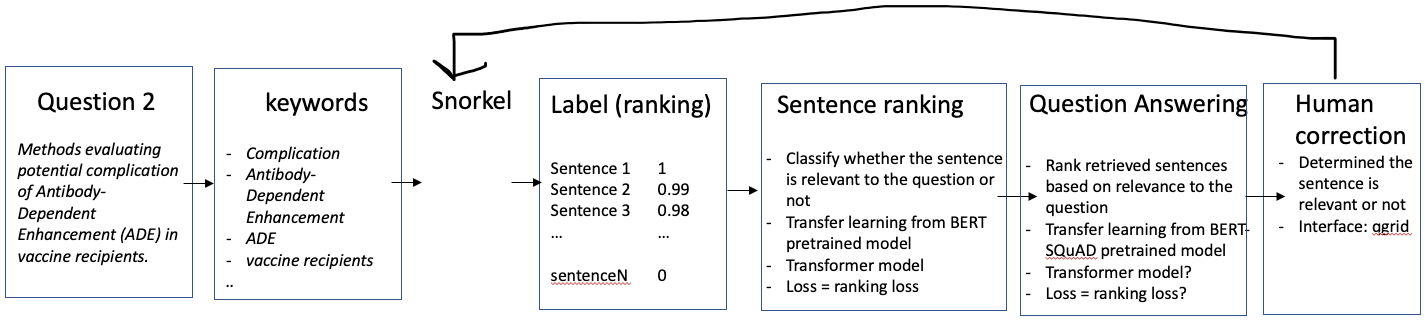 Question 2
Methods evaluating
potential complication
of Antibody-
Dependent
Enhancement (ADE) in
vaccine recipients.
keywords
- Complication
- Antibody-
Dependent
Enhancement
- ADE
- vaccine recipients
..
Snorkel
Label (ranking)
Sentence 1 1
Sentence 2 0.99
Sentence 3 0.98
... ...
sentenceN 0
Sentence ranking
- Classify whether the sentence
is relevant to the question or
not
- Transfer learning from BERT
pretrained model
- Transformer model
- Loss = ranking loss
Question Answering
- Rank retrieved sentences
based on relevance to the
question
- Transfer learning from BERT-
SQuAD pretrained model
- Transformer model?
- Loss = ranking loss?
Human
correction
- Determined the
sentence is
relevant or not
- Interface: qgrid